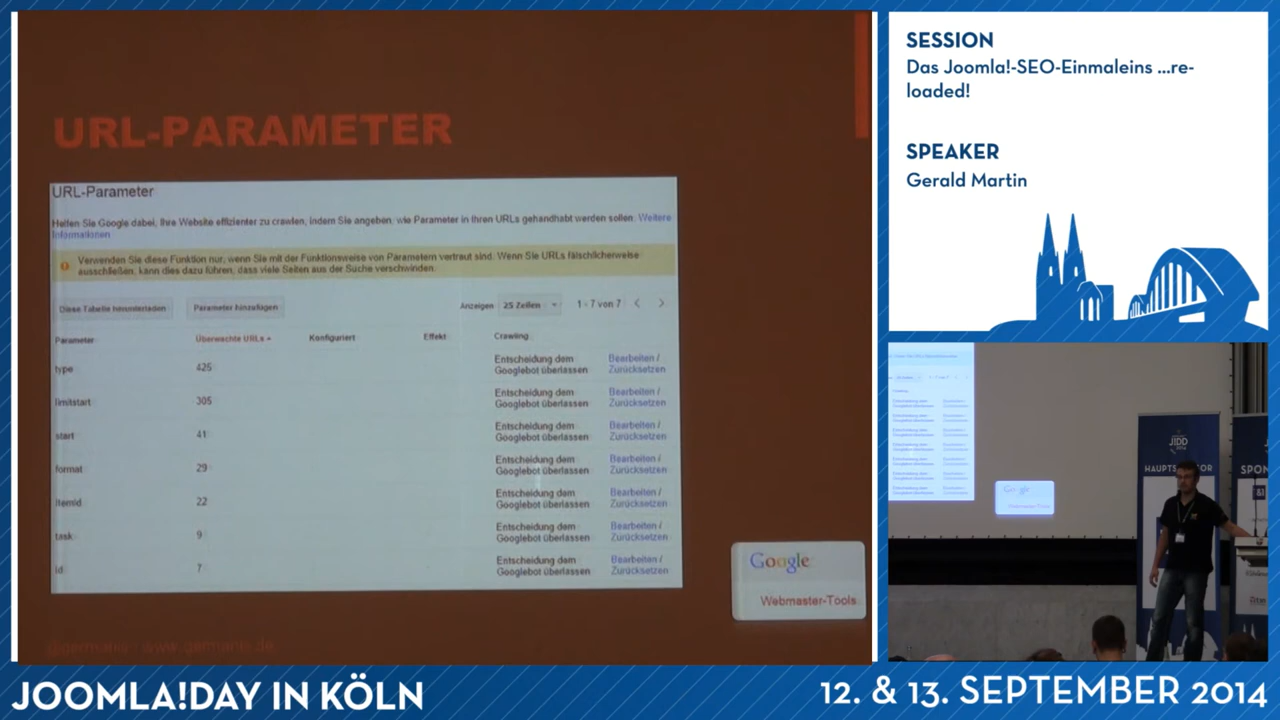 URL-PARAMETER
URL-Parameter
Helfen Sie Google dabei, Ihre Website effizienter zu crawlen, indem Sie angeben, wie Parameter in Ihren URLs gehandhabt werden sollen. Weitere
Informationen
Verwenden Sie diese Funktion nur, wenn Sie mit der Funktionsweise von Parametern vertraut sind. Wenn Sie URLs fälschlicherweise
ausschließen, kann dies dazu führen, dass viele Seiten aus der Suche verschwinden.
Diese Tabelle herunterladen Parameter hinzufügen Anzeigen 25 Zeilen 1 - 7 von 7
Parameter Überwachte URLs Konfiguriert Effekt Crawling
type 425 Entscheidung dem Bearbeiten /
Googlebot überlassen Zurücksetzen
limitstart 305 Entscheidung dem Bearbeiten /
Googlebot überlassen Zurücksetzen
start 41 Entscheidung dem Bearbeiten /
Googlebot überlassen Zurücksetzen
format 29 Entscheidung dem Bearbeiten /
Googlebot überlassen Zurücksetzen
Itemid 22 Entscheidung dem Bearbeiten /
Googlebot überlassen Zurücksetzen
task 9 Entscheidung dem Bearbeiten /
Googlebot überlassen Zurücksetzen
id 7 Entscheidung dem Bearbeiten /
Googlebot überlassen Zurücksetzen
Google
Webmaster-Tools
SESSION
Das Joomla!-SEO-Einmaleins ...re-
loaded!
SPEAKER
Gerald Martin
JIDD
2014
Google
Webmaster-Tools
JOOMLA!DAY IN KÖLN
12. & 13. SEPTEMBER 2014